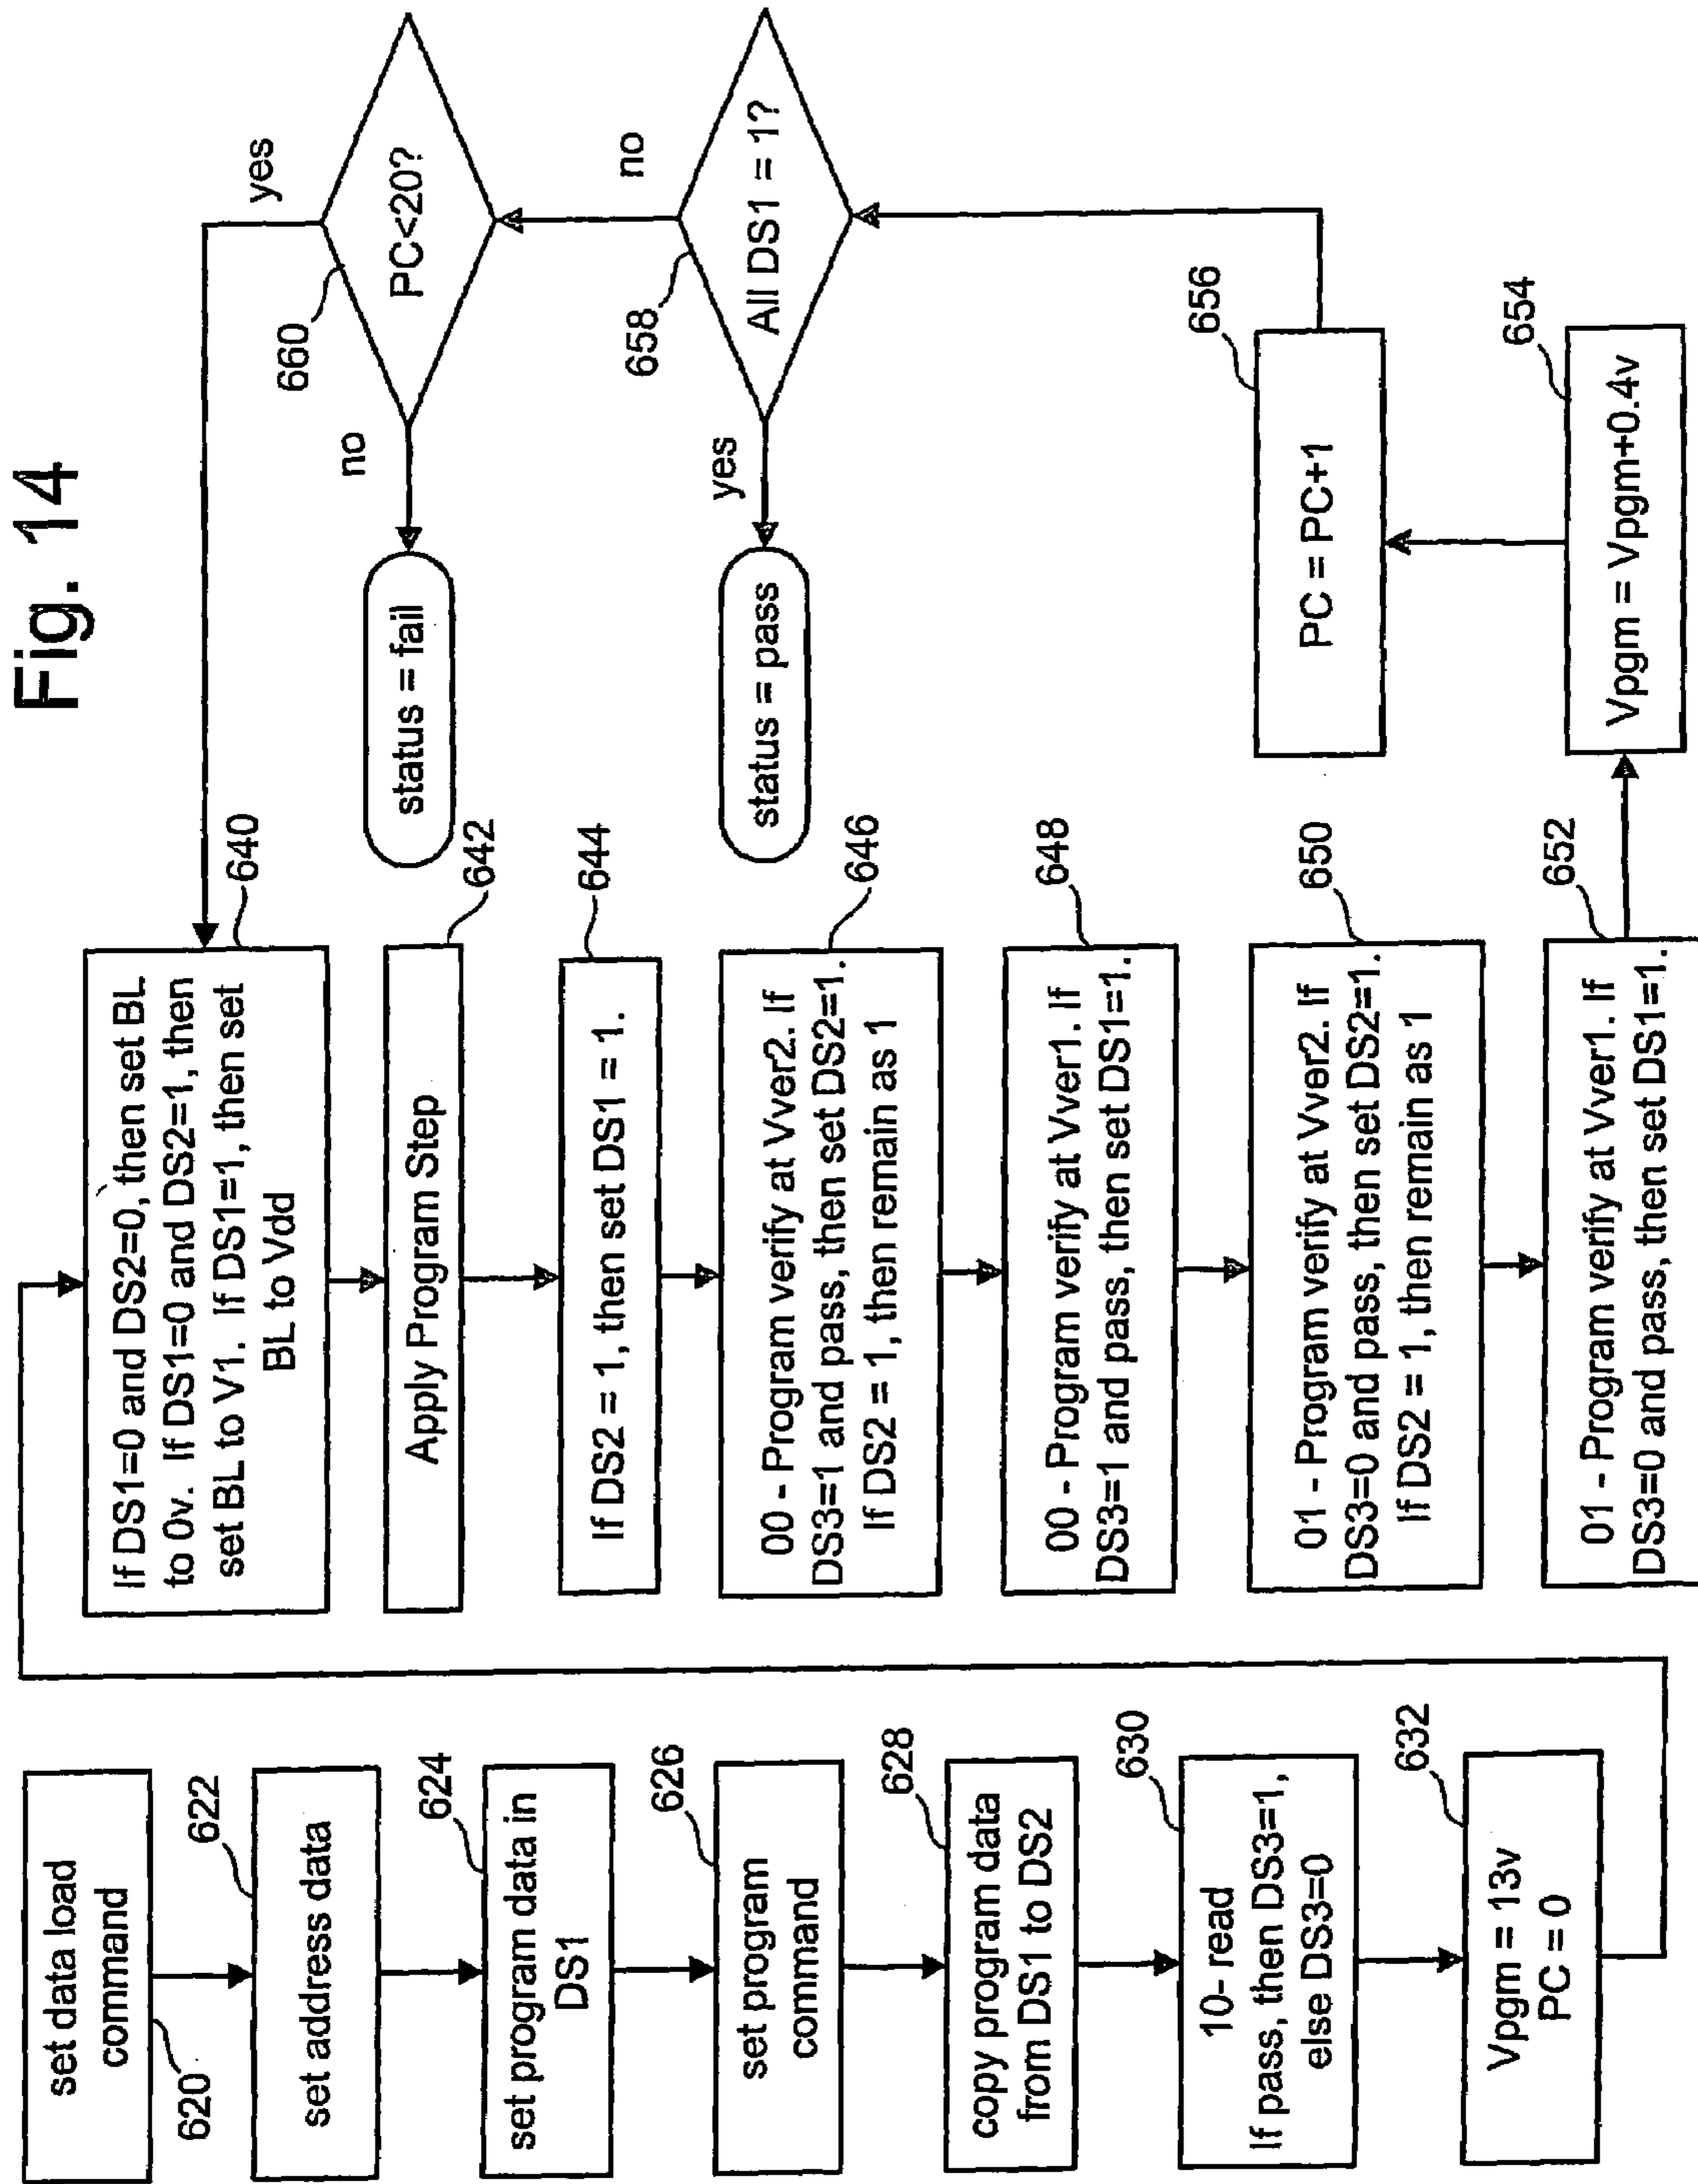 Fig. 14
set data load
command
620
622
set address data
624
set program data in
DS1
626
set program
command
628
copy program data
from DS1 to DS2
630
10- read
If pass, then DS3=1,
else DS3=0
632
Vpgm = 13v
PC = 0
If DS1=0 and DS2=0, then set BL
to 0v. If DS1=0 and DS2=1, then
set BL to V1. If DS1=1, then set
BL to Vdd
640
Apply Program Step
642
If DS2 = 1, then set DS1 = 1.
644
00 - Program verify at Vver2. If
DS3=1 and pass, then set DS2=1.
If DS2 = 1, then remain as 1
646
00 - Program verify at Vver1. If
DS3=1 and pass, then set DS1=1.
648
01 - Program verify at Vver2. If
DS3=0 and pass, then set DS2=1.
If DS2 = 1, then remain as 1
650
01 - Program verify at Vver1. If
DS3=0 and pass, then set DS1=1.
652
Vpgm = Vpgm+0.4v
654
PC = PC+1
656
All DS1 = 1?
658
yes
status = pass
no
PC<20?
660
no
status = fail
yes